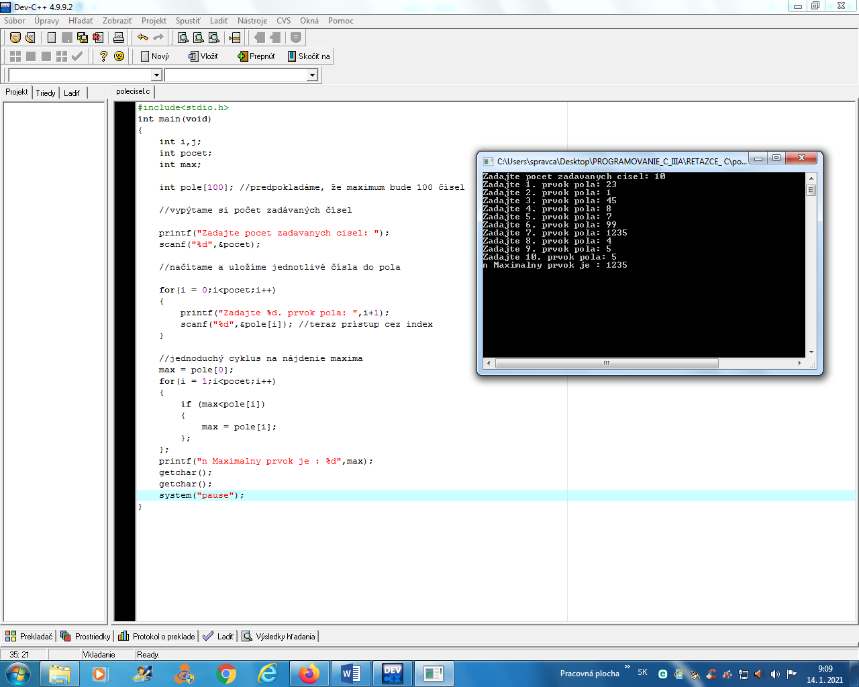 Dev-C++ 4.9.9.2
Súbor Úpravy Hľadať Zobraziť Projekt Spustiť Ladiť Nástroje CVS Okná Pomoc
Nový Vložiť Prepnúť Skočiť na
Projekt Triedy Ladiť
polecisel.c
#include<stdio.h>
int main(void)
{
int i,j;
int pocet;
int max;
int pole[100]; //predpokladáme, že maximum bude 100 čísel
//vypýtame si počet zadávaných čísel
printf("Zadajte pocet zadavanych cisel: ");
scanf("%d",&pocet);
//načítame a uložíme jednotlivé čísla do pola
for(i = 0;i<pocet;i++)
{
printf("Zadajte %d. prvok pola: ",i+1);
scanf("%d",&pole[i]); //teraz pristup cez index
}
//jednoduchý cyklus na nájdenie maxima
max = pole[0];
for(i = 1;i<pocet;i++)
{
if (max<pole[i])
{
max = pole[i];
};
};
printf("n Maximalny prvok je : %d",max);
getchar();
getchar();
system("pause");
}
C:\Users\spravca\Desktop\PROGRAMOVANIE_C_IIIA\RETAZCE_ C\po...
Zadajte pocet zadavanych cisel: 10
Zadajte 1. prvok pola: 23
Zadajte 2. prvok pola: 1
Zadajte 3. prvok pola: 45
Zadajte 4. prvok pola: 8
Zadajte 5. prvok pola: 7
Zadajte 6. prvok pola: 99
Zadajte 7. prvok pola: 1235
Zadajte 8. prvok pola: 4
Zadajte 9. prvok pola: 5
Zadajte 10. prvok pola: 5
n Maximalny prvok je : 1235
Prekladač Prostriedky Protokol o preklade Ladiť Výsledky hľadania
35: 21 Vkladanie Ready.
Pracovná plocha » SK 9:09
14. 1. 2021